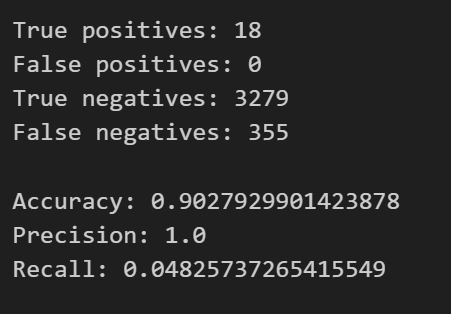 True positives: 18
False positives: 0
True negatives: 3279
False negatives: 355
Accuracy: 0.9027929901423878
Precision: 1.0
Recall: 0.04825737265415549